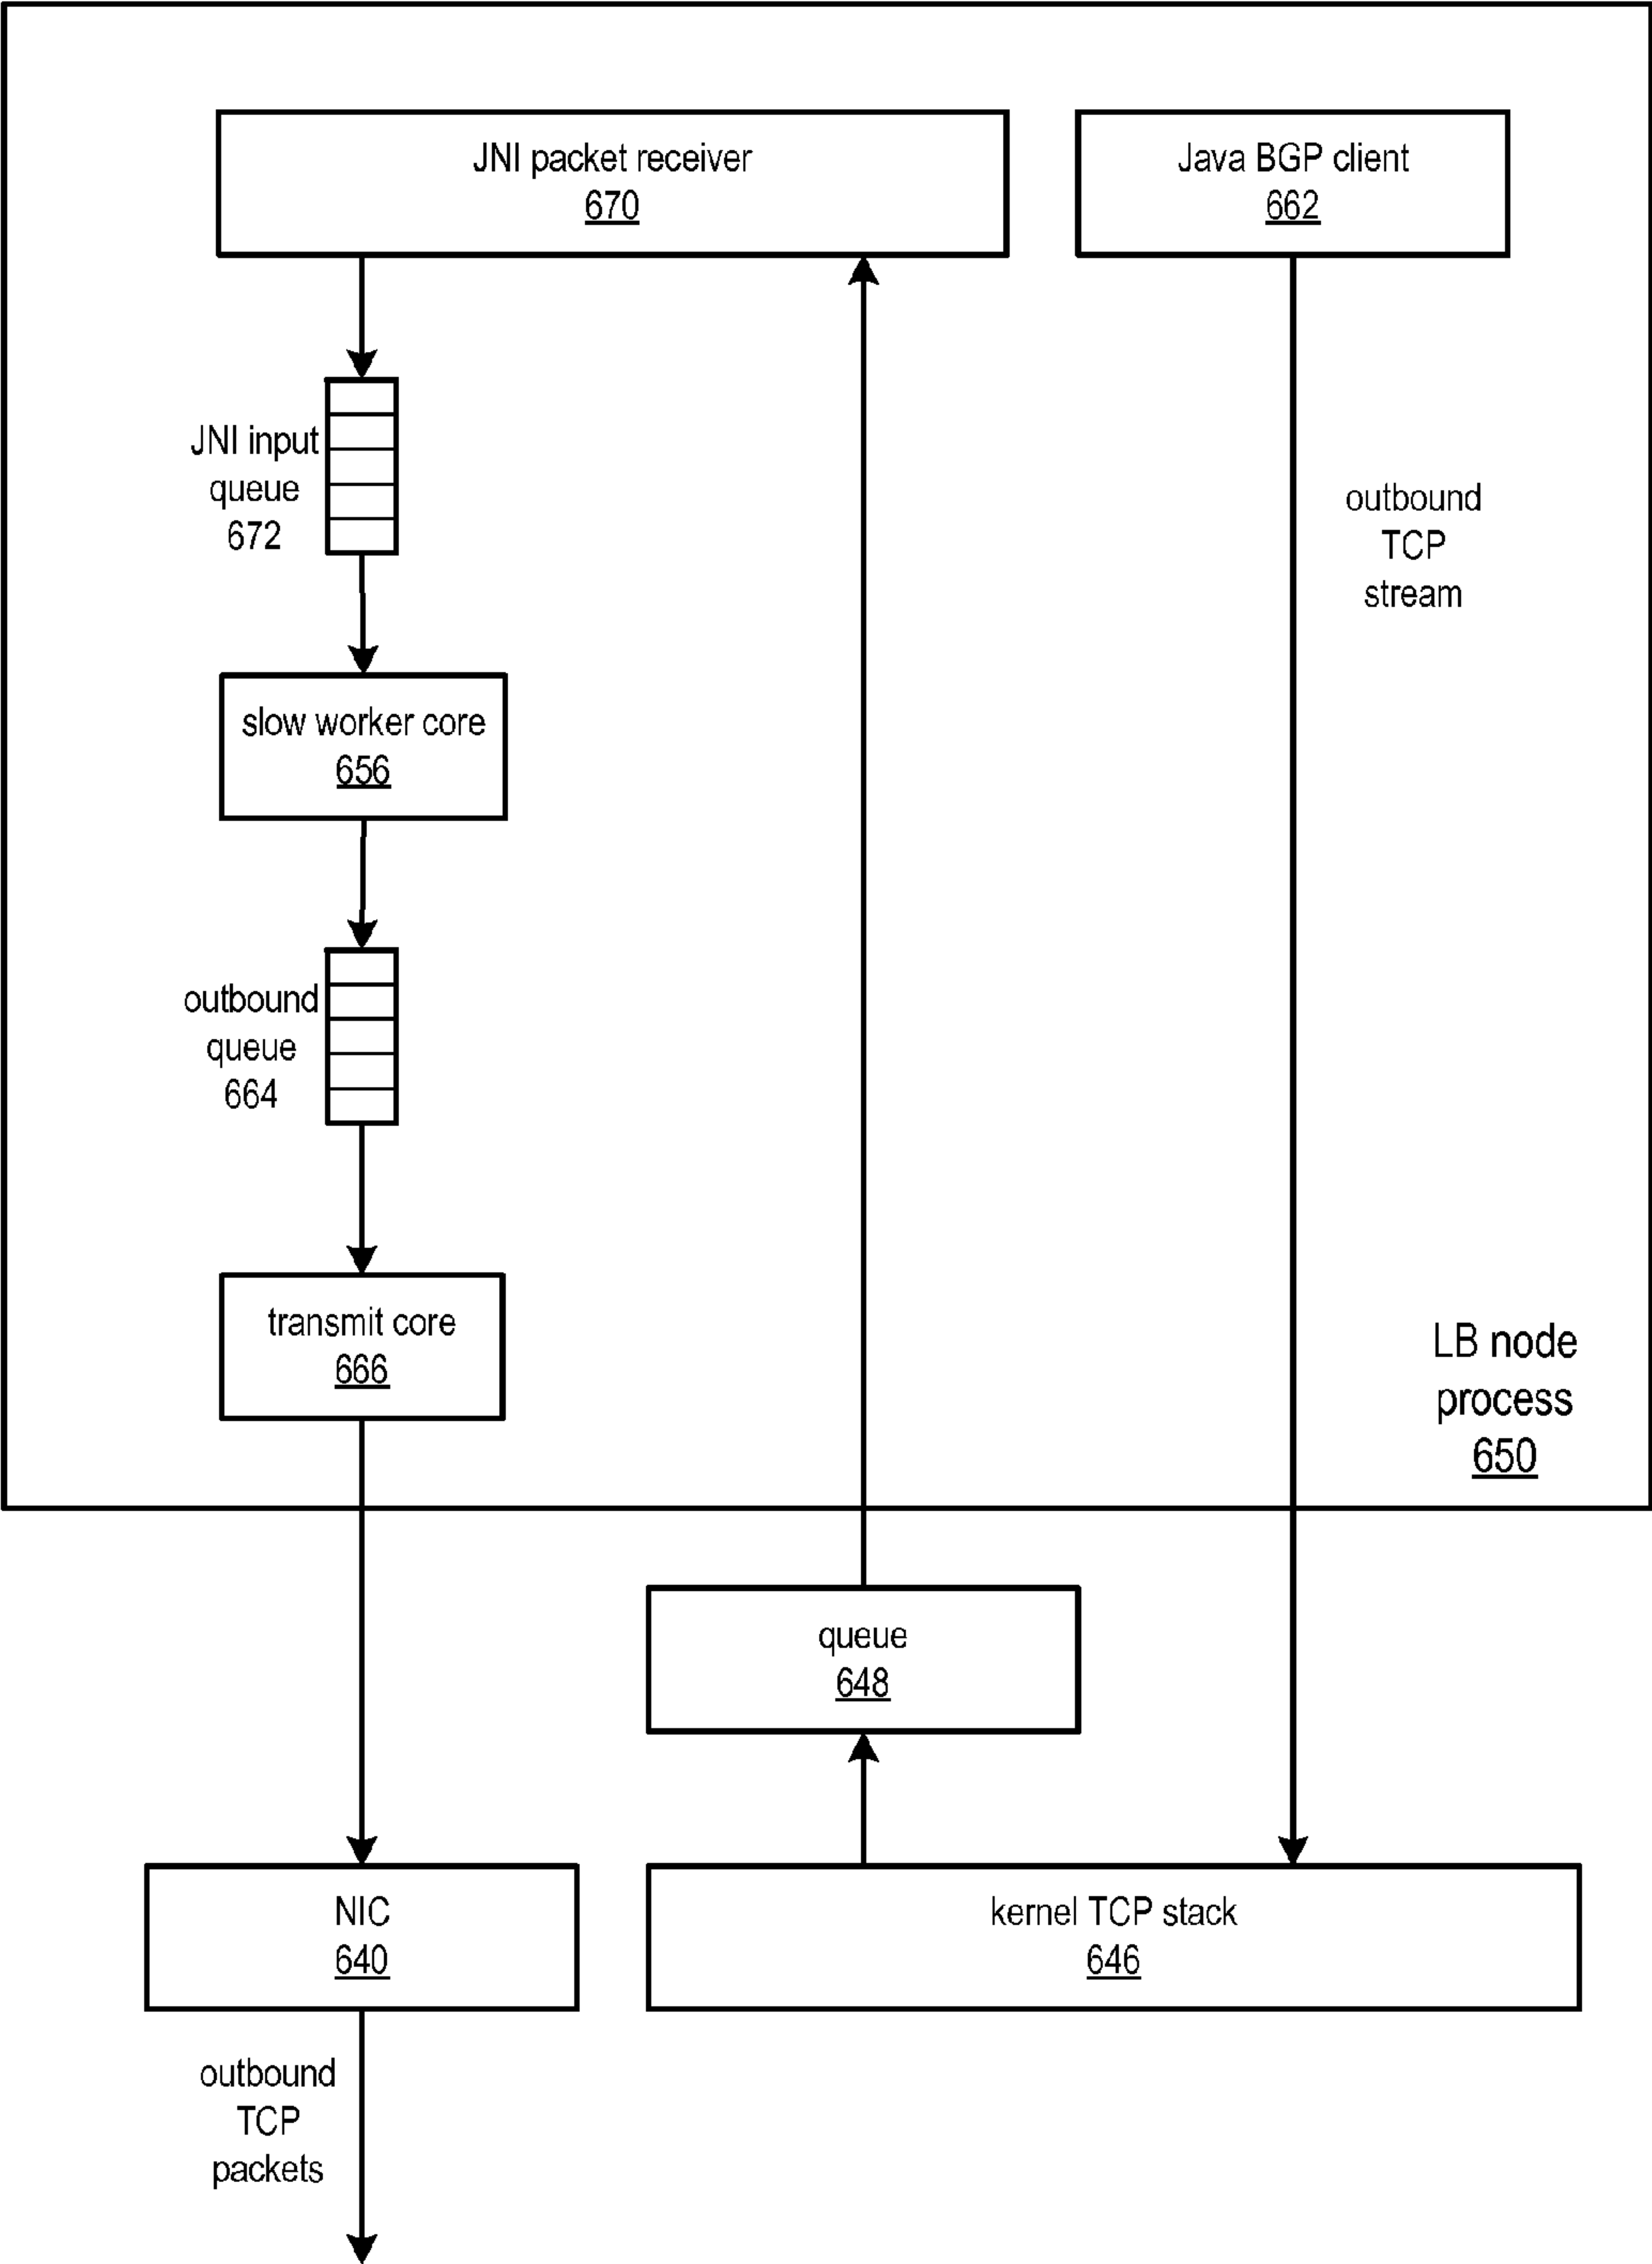 JNI packet receiver
670
Java BGP client
662
JNI input
queue
672
outbound
TCP
stream
slow worker core
656
outbound
queue
664
transmit core
666
LB node
process
650
queue
648
NIC
640
kernel TCP stack
646
outbound
TCP
packets